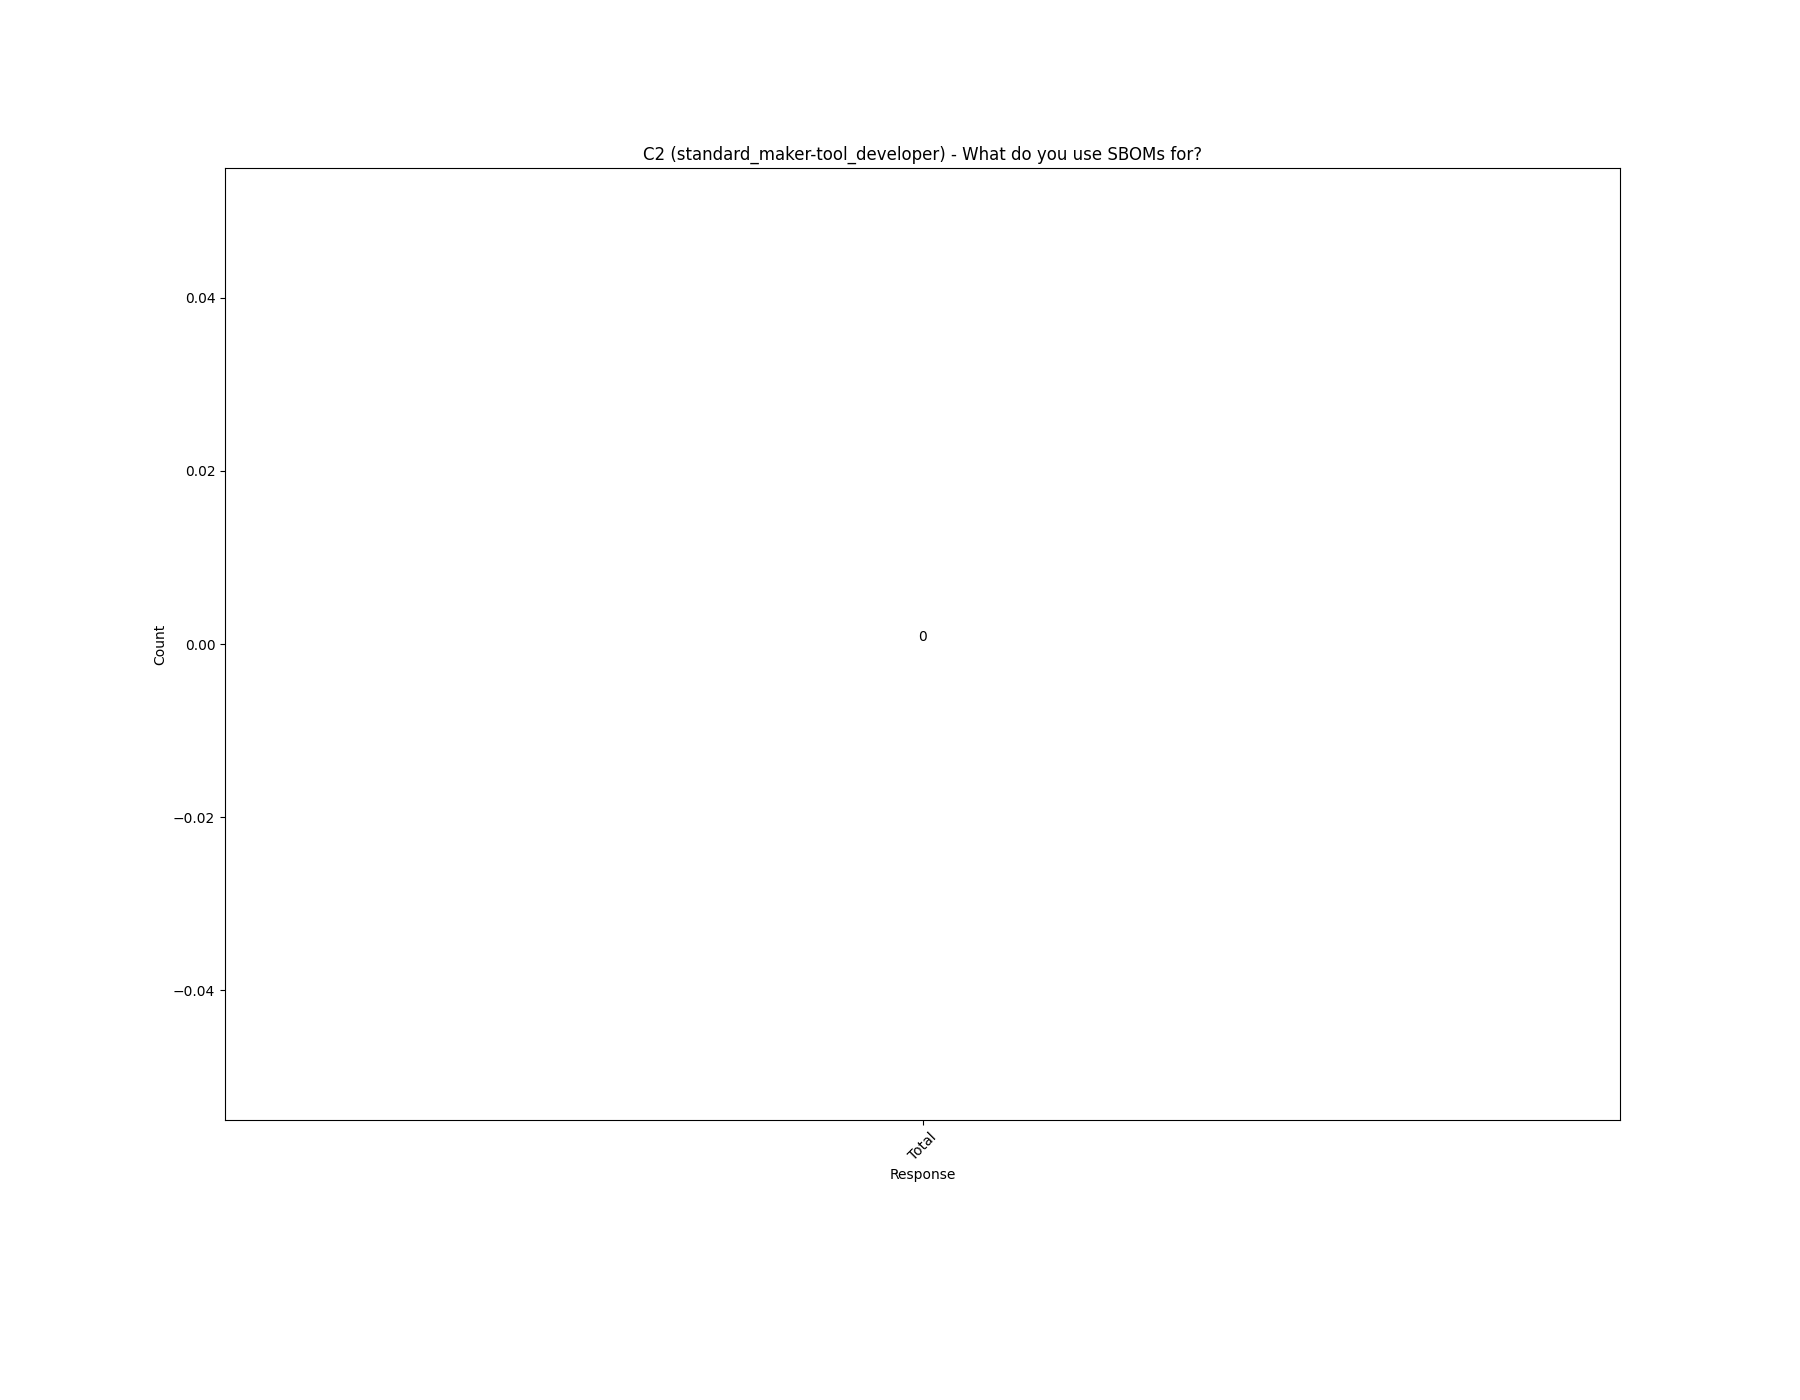 C2 (standard_maker-tool_developer) - What do you use SBOMs for?
0.04
0.02
0.00
−0.02
−0.04
Count
0
Total
Response